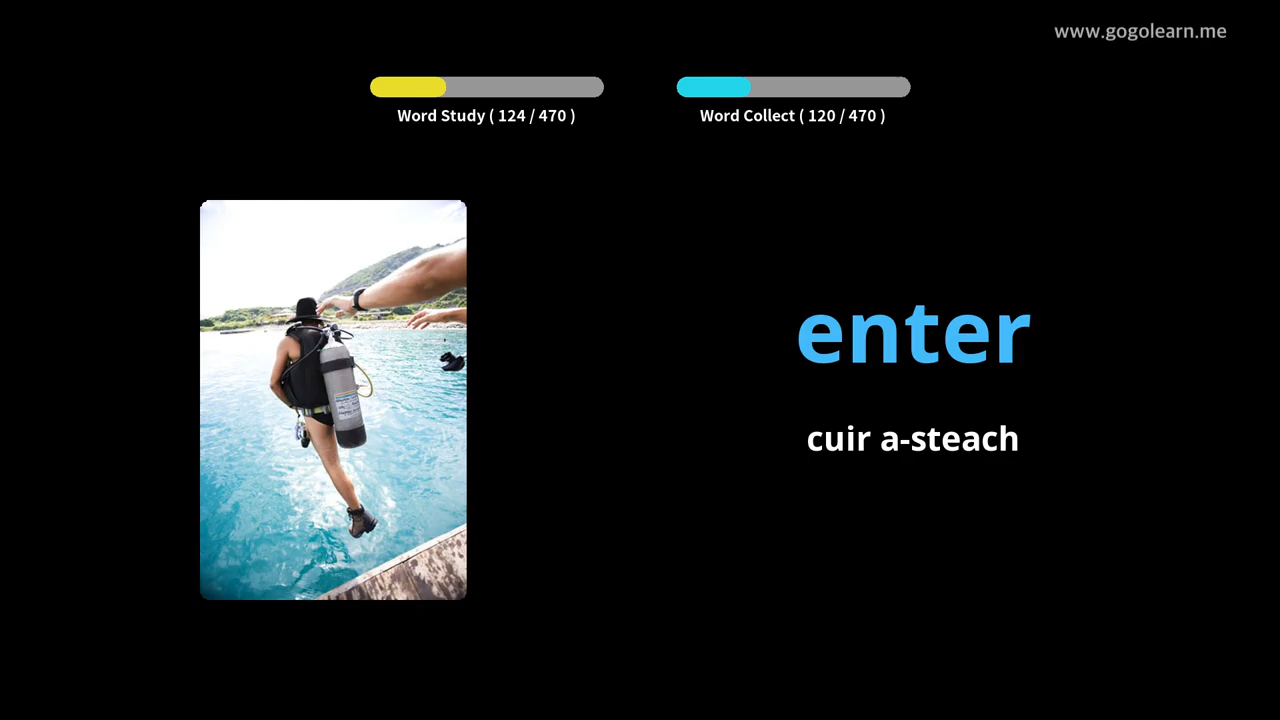 www.gogolearn.me
Word Study ( 124 / 470 )
Word Collect ( 120 / 470 )
enter
cuir a-steach